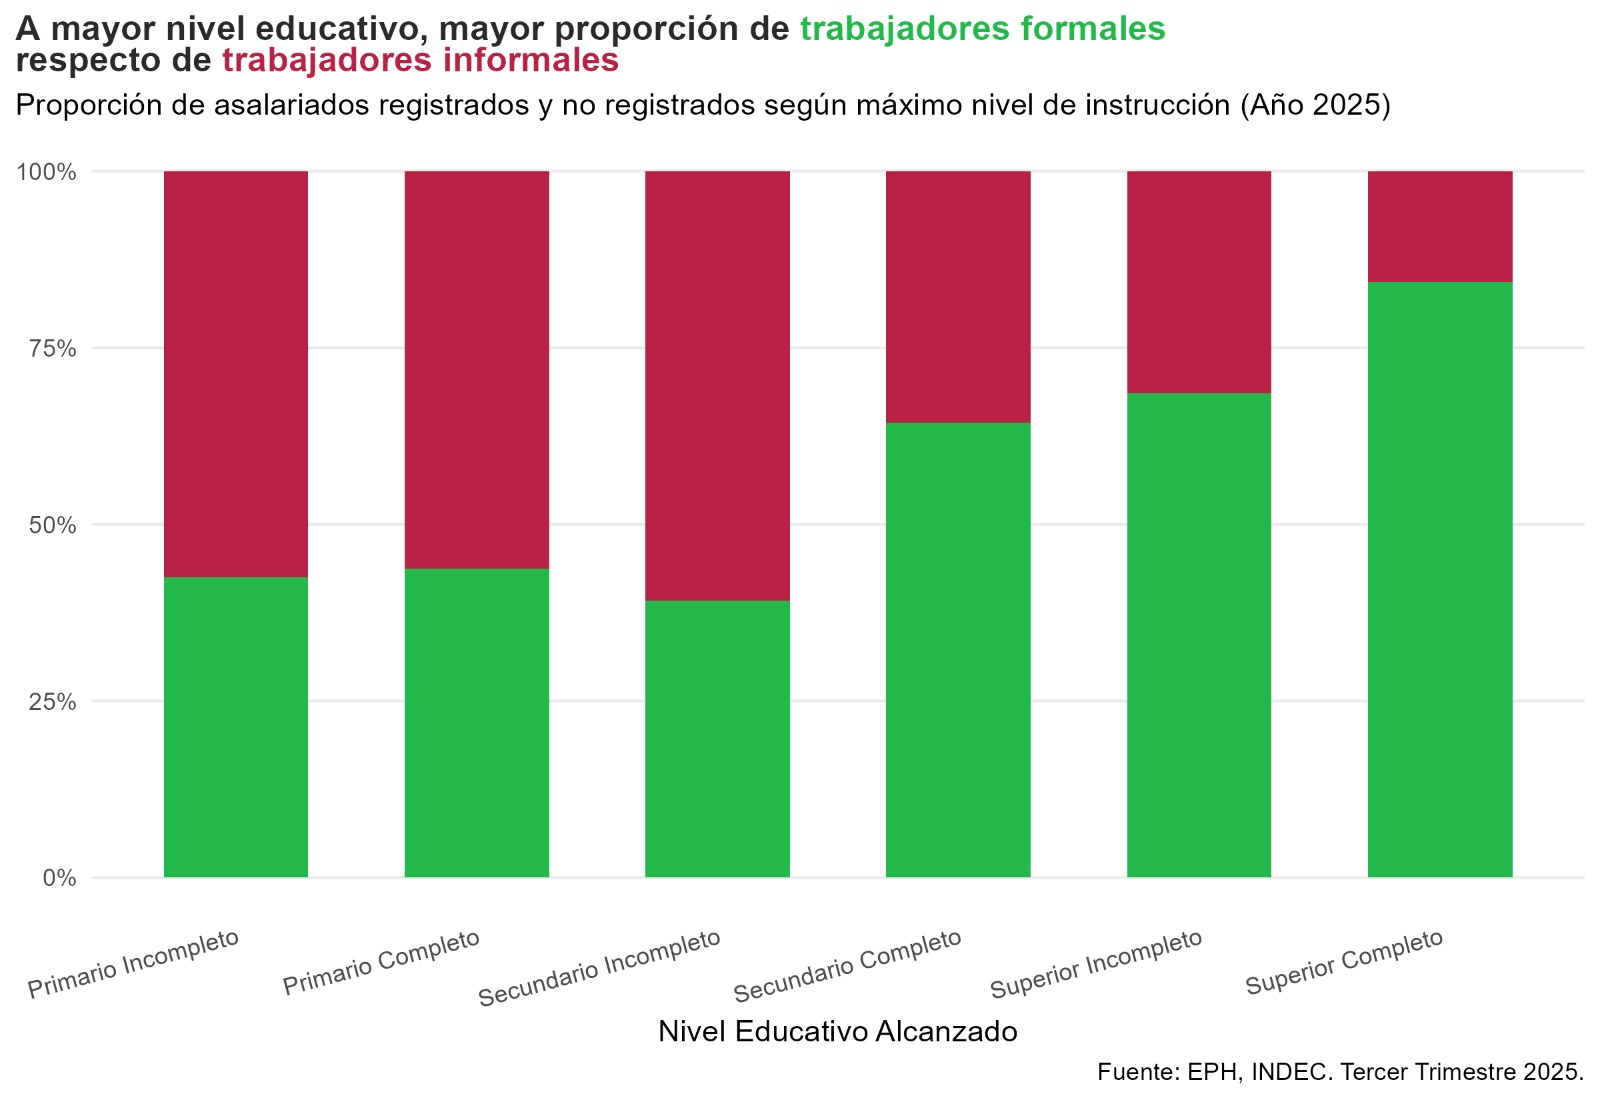 A mayor nivel educativo, mayor proporción de trabajadores formales
respecto de trabajadores informales
Proporción de asalariados registrados y no registrados según máximo nivel de instrucción (Año 2025)
100%
75%
50%
25%
0%
Primario Incompleto
Primario Completo
Secundario Incompleto
Secundario Completo
Superior Incompleto
Superior Completo
Nivel Educativo Alcanzado
Fuente: EPH, INDEC. Tercer Trimestre 2025.